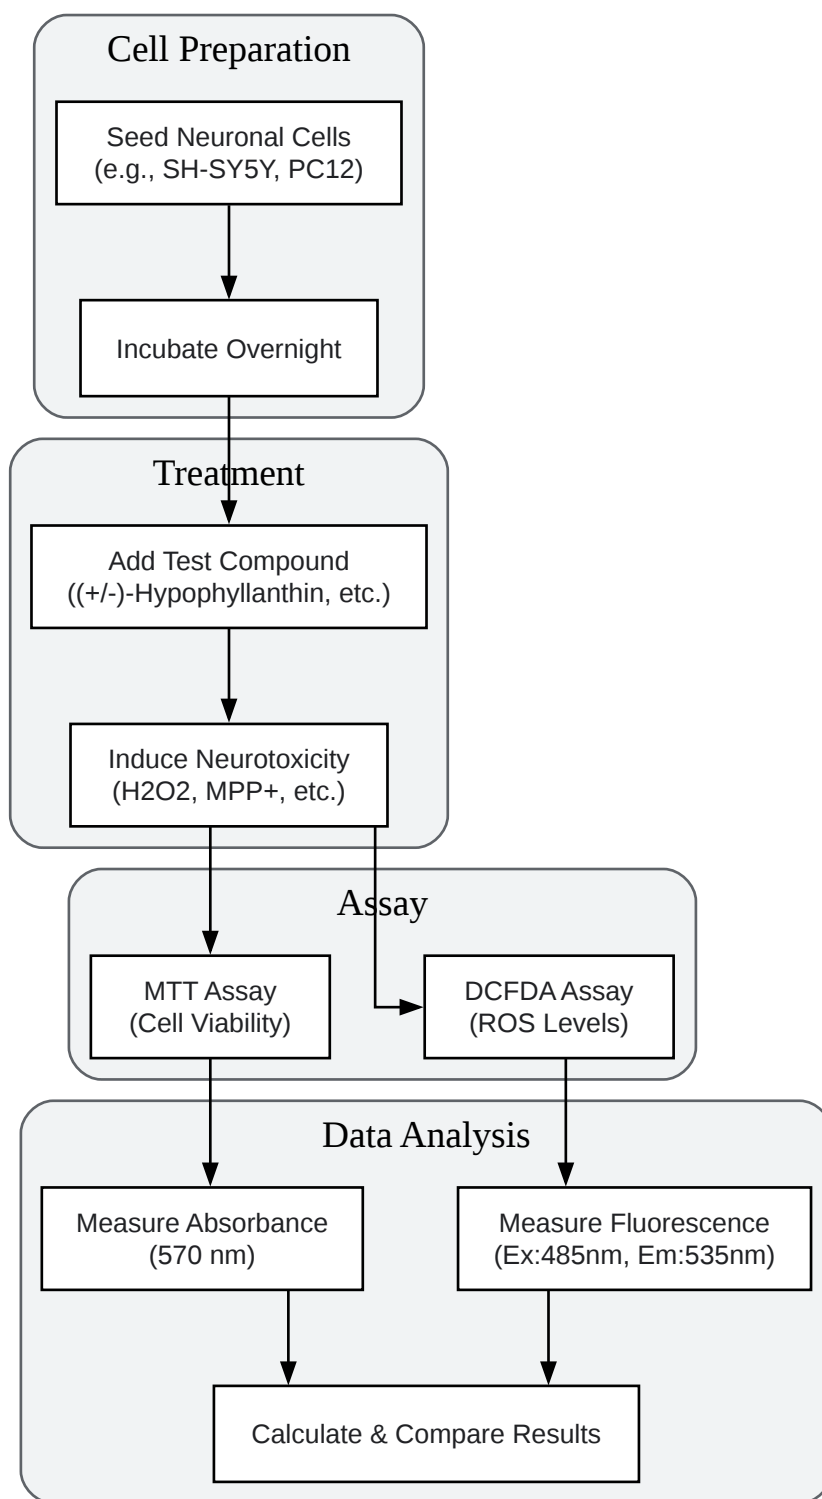 Cell Preparation
Seed Neuronal Cells
(e.g., SH-SY5Y, PC12)
Incubate Overnight
Treatment
Add Test Compound
((+/-)-Hypophyllanthin, etc.)
Induce Neurotoxicity
(H2O2, MPP+, etc.)
Assay
MTT Assay
(Cell Viability)
DCFDA Assay
(ROS Levels)
Data Analysis
Measure Absorbance
(570 nm)
Measure Fluorescence
(Ex:485nm, Em:535nm)
Calculate & Compare Results